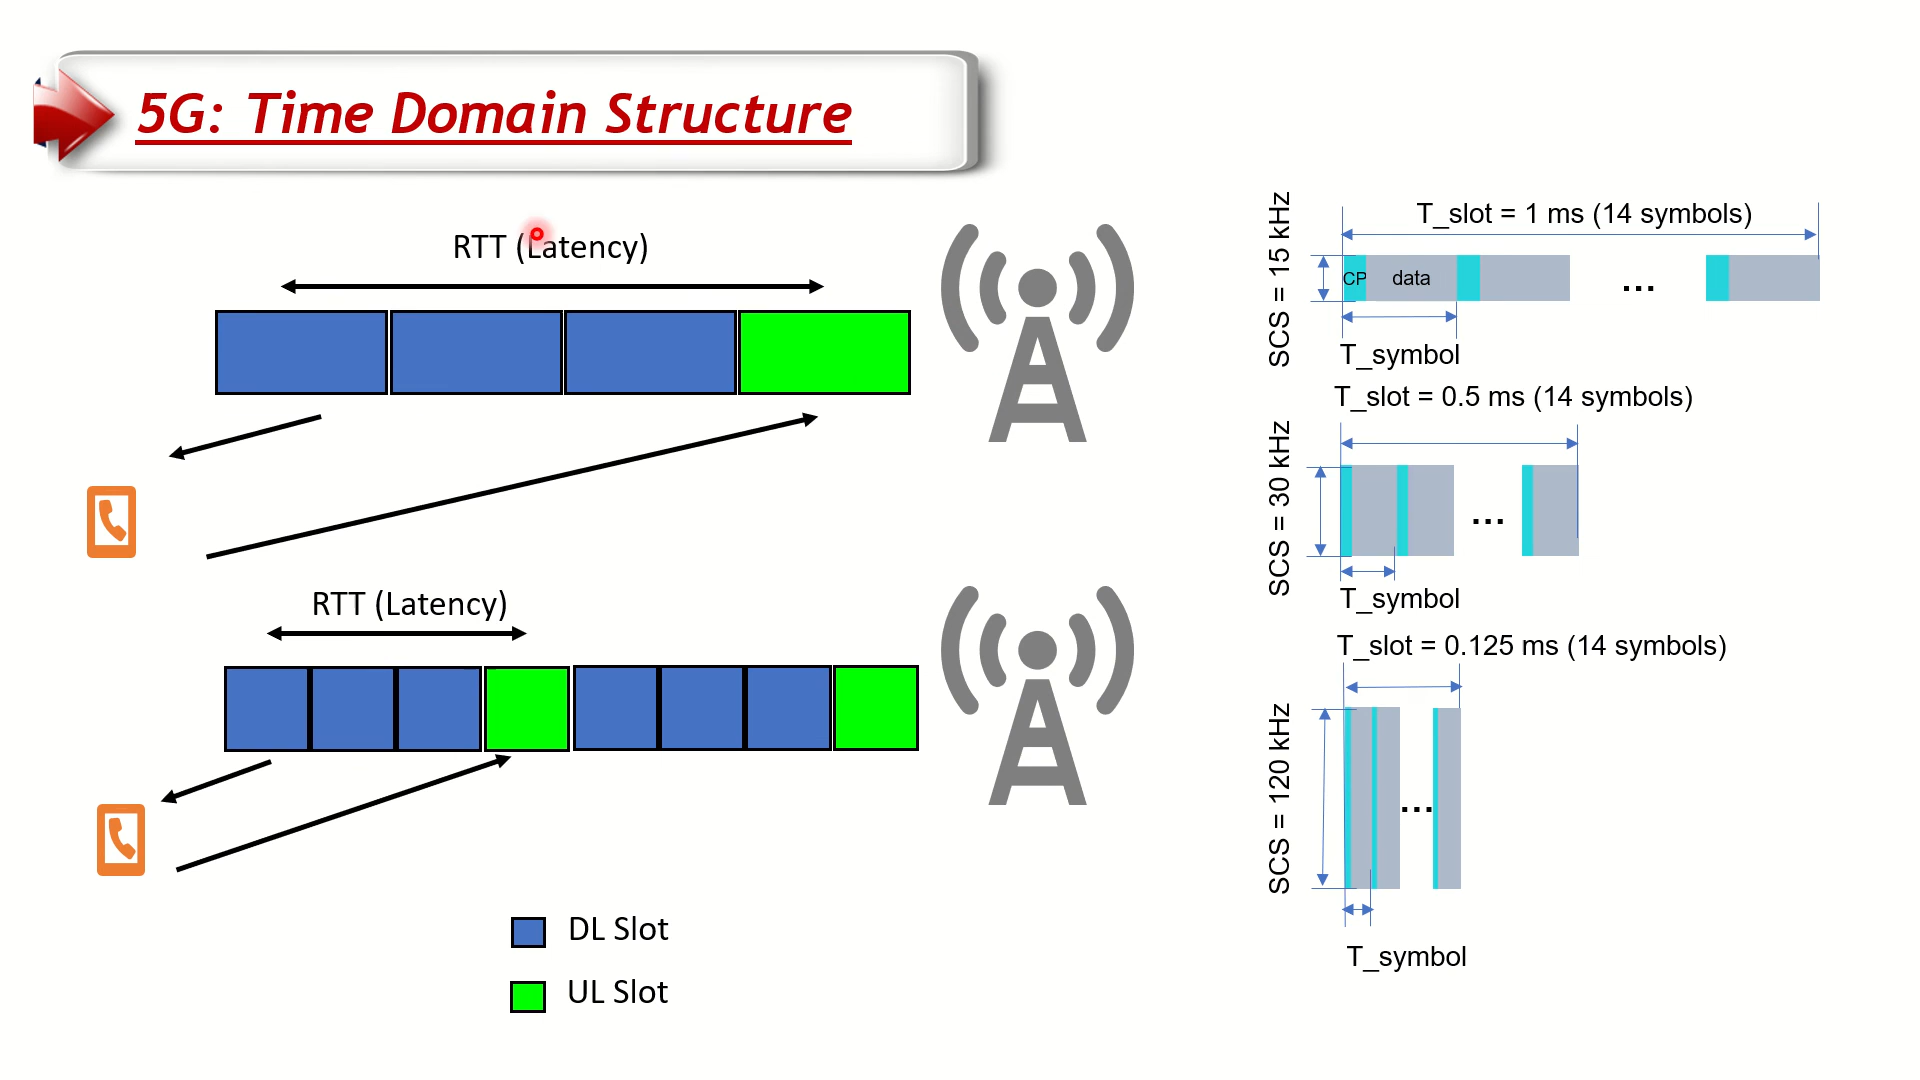 5G: Time Domain Structure
RTT (Latency)
RTT (Latency)
DL Slot
UL Slot
SCS = 15 kHz
T_slot = 1 ms (14 symbols)
CP
data
...
T_symbol
SCS = 30 kHz
T_slot = 0.5 ms (14 symbols)
...
T_symbol
SCS = 120 kHz
T_slot = 0.125 ms (14 symbols)
...
T_symbol